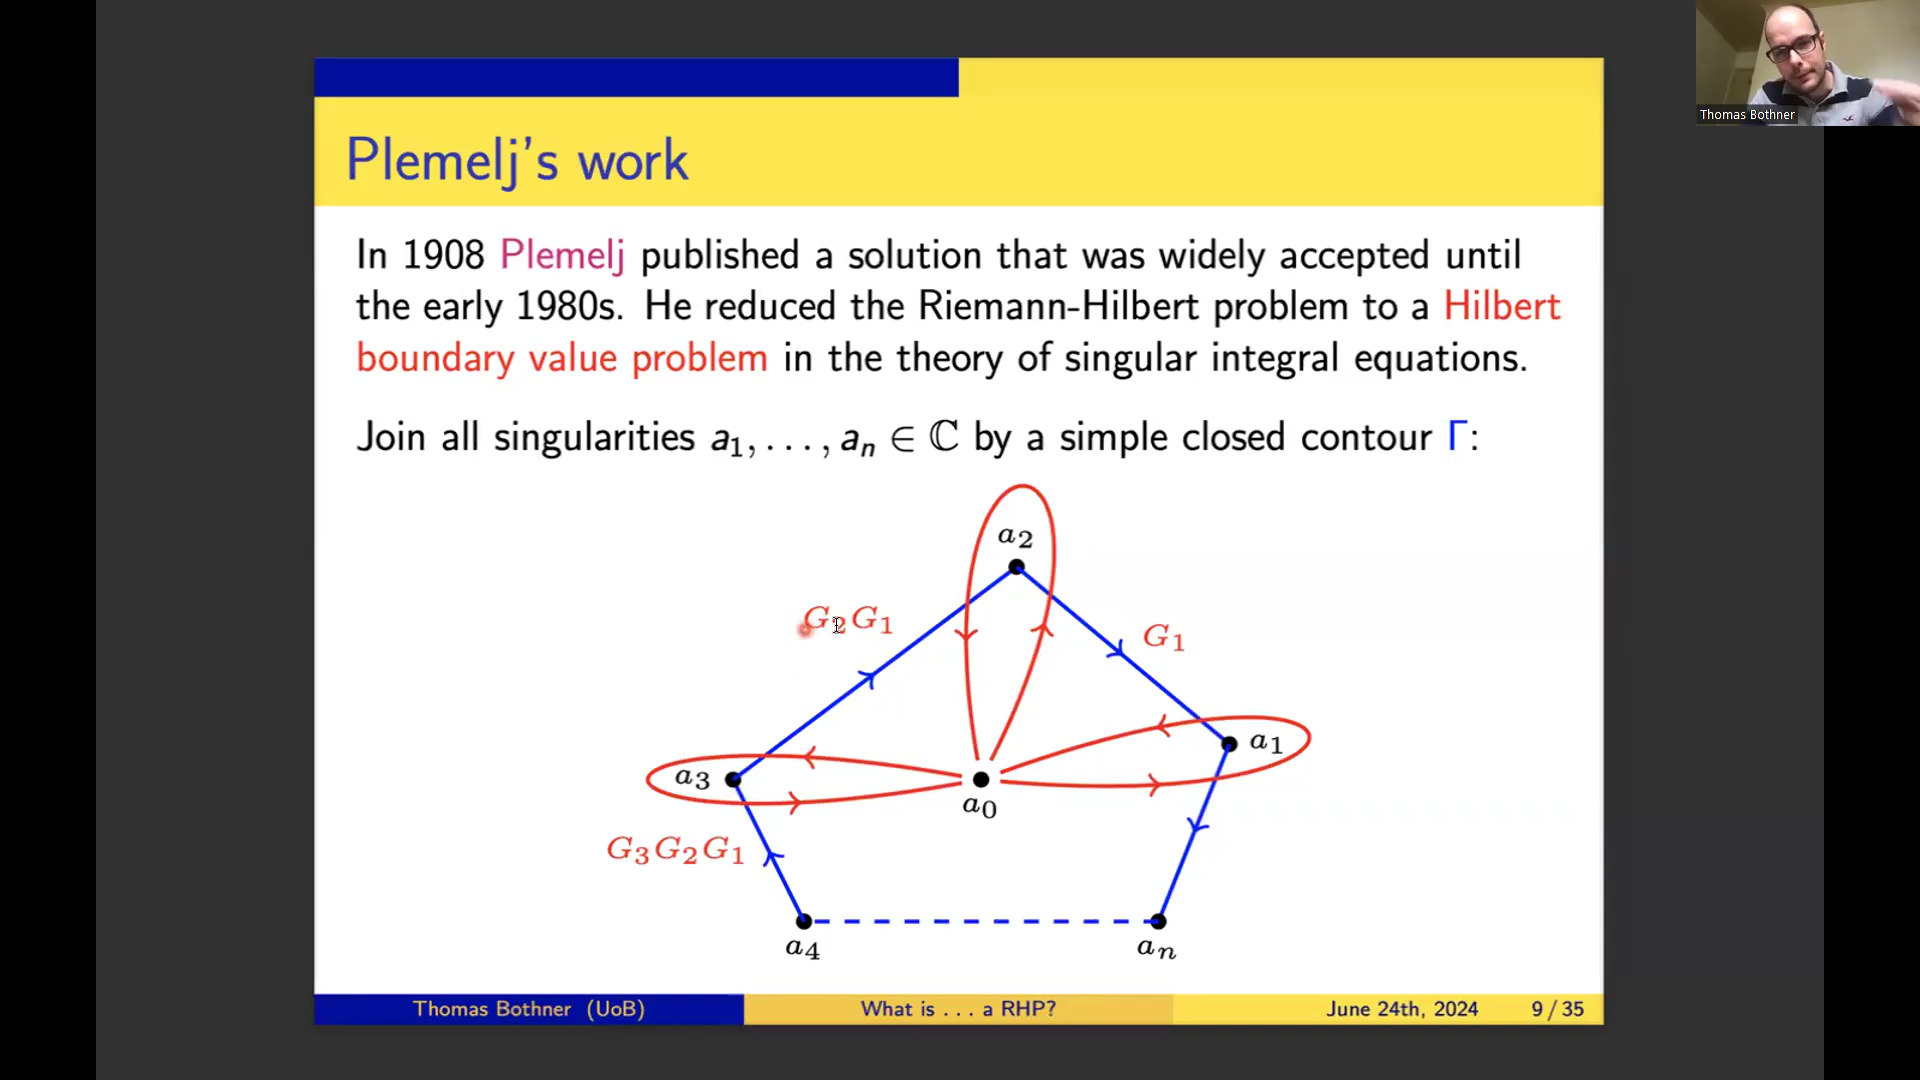 Thomas Bothner
Plemelj's work
In 1908 Plemelj published a solution that was widely accepted until
the early 1980s. He reduced the Riemann-Hilbert problem to a Hilbert
boundary value problem in the theory of singular integral equations.
Join all singularities a₁, . . . , aₙ ∈ ℂ by a simple closed contour Γ:
a₂
G₂G₁
G₁
a₁
a₃
a₀
G₃G₂G₁
a₄
aₙ
Thomas Bothner (UoB)
What is . . . a RHP?
June 24th, 2024
9 / 35